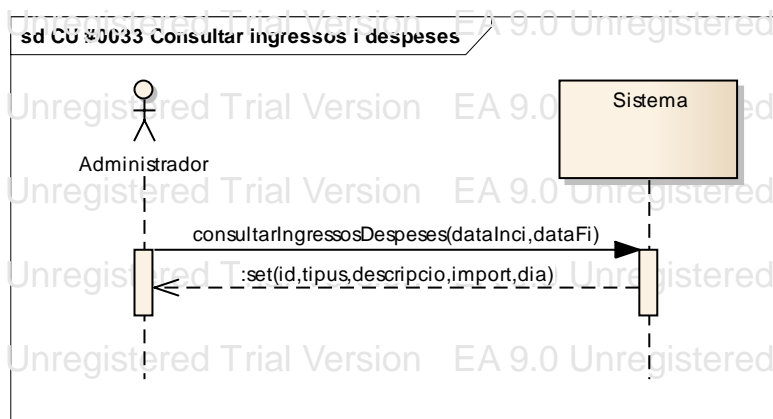 Unregistered Trial Version EA 9.0 Unregistered
sd CU #0033 Consultar ingressos i despeses
Unregistered Trial Version EA 9.0 Unregistered
Sistema
Administrador
Unregistered Trial Version EA 9.0 Unregistered
consultarIngressosDespeses(dataInci,dataFi)
Unregistered Trial Version EA 9.0 Unregistered
:set(id,tipus,descripcio,import,dia)
Unregistered Trial Version EA 9.0 Unregistered